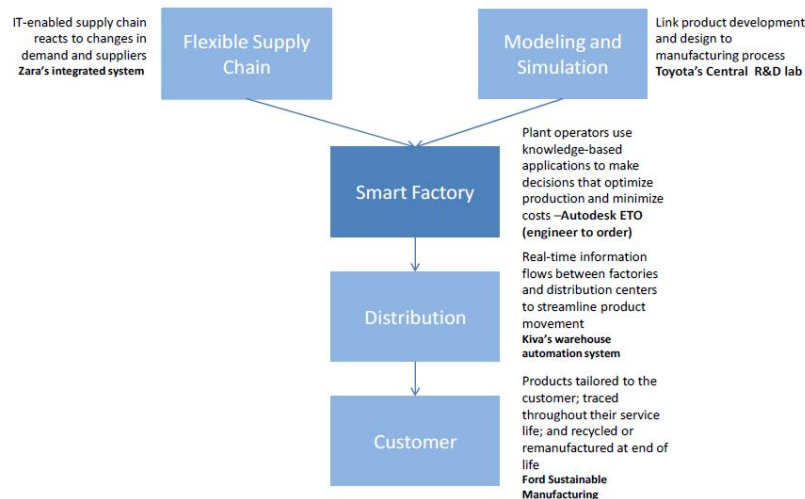 IT-enabled supply chain
reacts to changes in
demand and suppliers
Zara's integrated system
Flexible Supply
Chain
Modeling and
Simulation
Link product development
and design to
manufacturing process
Toyota's Central R&D lab
Smart Factory
Plant operators use
knowledge-based
applications to make
decisions that optimize
production and minimize
costs –Autodesk ETO
(engineer to order)
Distribution
Real-time information
flows between factories
and distribution centers
to streamline product
movement
Kiva's warehouse
automation system
Customer
Products tailored to the
customer; traced
throughout their service
life; and recycled or
remanufactured at end of
life
Ford Sustainable
Manufacturing